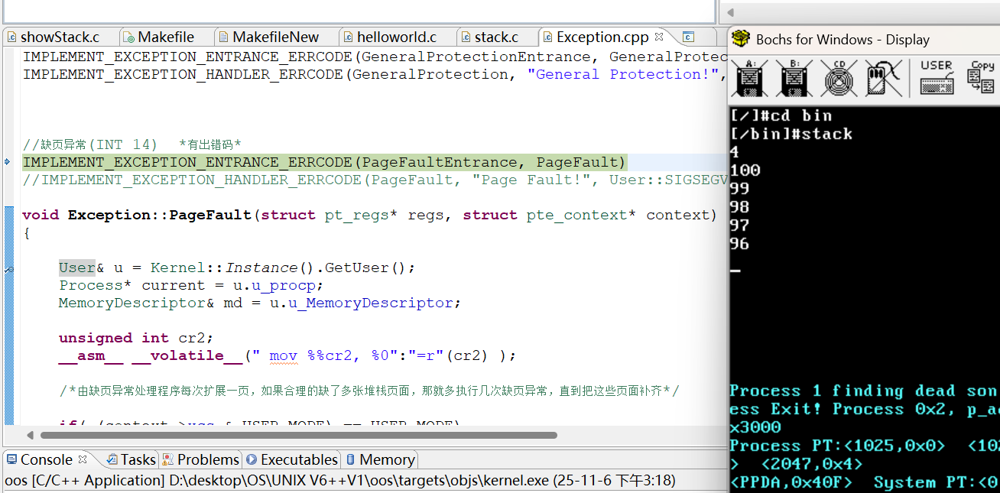 showStack.c Makefile MakefileNew helloworld.c stack.c Exception.cpp
IMPLEMENT_EXCEPTION_ENTRANCE_ERRCODE(GeneralProtectionEntrance, GeneralProtec
IMPLEMENT_EXCEPTION_HANDLER_ERRCODE(GeneralProtection, "General Protection!",
//缺页异常(INT 14) *有出错码*
IMPLEMENT_EXCEPTION_ENTRANCE_ERRCODE(PageFaultEntrance, PageFault)
//IMPLEMENT_EXCEPTION_HANDLER_ERRCODE(PageFault, "Page Fault!", User::SIGSEGV
void Exception::PageFault(struct pt_regs* regs, struct pte_context* context)
{
User& u = Kernel::Instance().GetUser();
Process* current = u.u_procp;
MemoryDescriptor& md = u.u_MemoryDescriptor;
unsigned int cr2;
__asm__ __volatile__(" mov %%cr2, %0":"=r"(cr2) );
/*由缺页异常处理程序每次扩展一页，如果合理的缺了多张堆栈页面，那就多执行几次缺页异常，直到把这些页面补齐*/
if( (context->xcs & USER_MODE) == USER_MODE)
Console Tasks Problems Executables Memory
oos [C/C++ Application] D:\desktop\OS\UNIX V6++V1\oos\targets\objs\kernel.exe (25-11-6 下午3:18)
Bochs for Windows - Display
A: B: CD USER Copy
[/]#cd bin
[/bin]#stack
4
100
99
98
97
96
Process 1 finding dead son
ess Exit! Process 0x2, p_ad
x3000
Process PT:<1025,0x0> <10
> <2047,0x4>
<PPDA,0x40F> System PT:<0